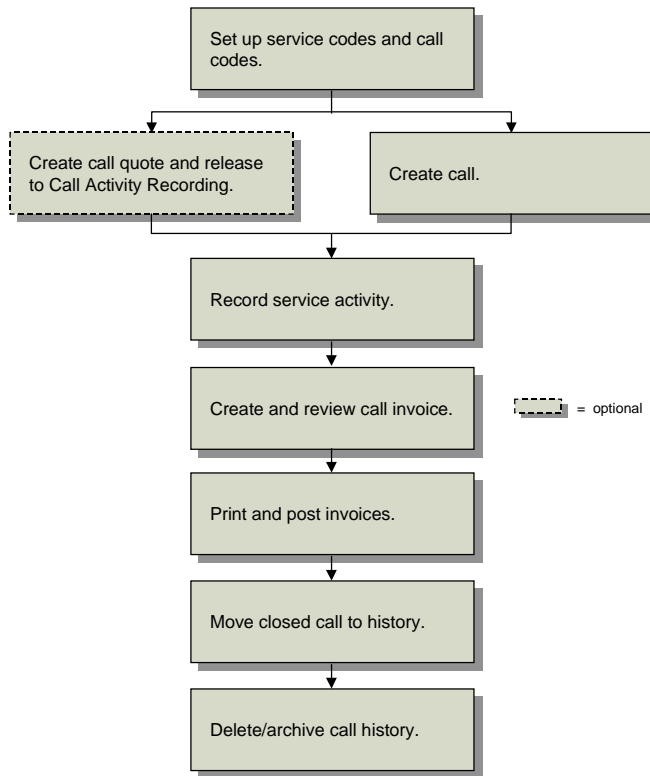 Set up service codes and call
codes.
Create call quote and release
to Call Activity Recording.
Create call.
Record service activity.
Create and review call invoice.
= optional
Print and post invoices.
Move closed call to history.
Delete/archive call history.